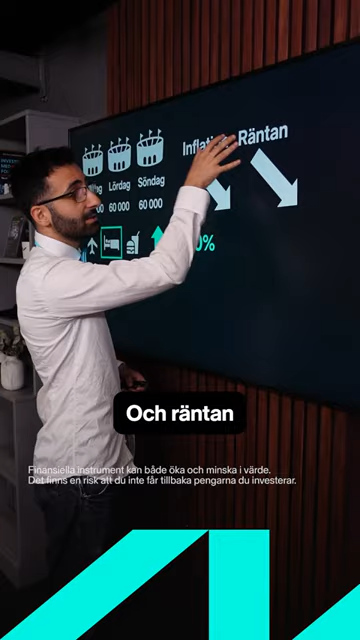 Räntan
Lördag
Söndag
60 000
60 000
0%
Och räntan
Finansiella instrument kan både öka och minska i värde.
Det finns en risk att du inte får tillbaka pengarna du investerar.